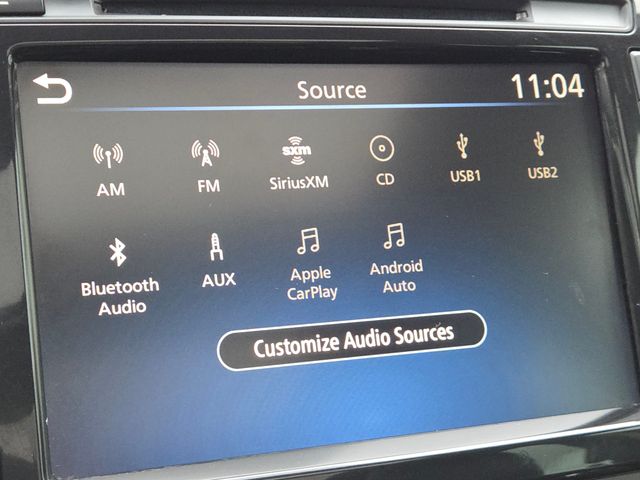 Source
11:04
AM
FM
sxm
SiriusXM
CD
USB1
USB2
Bluetooth
Audio
AUX
Apple
CarPlay
Android
Auto
Customize Audio Sources